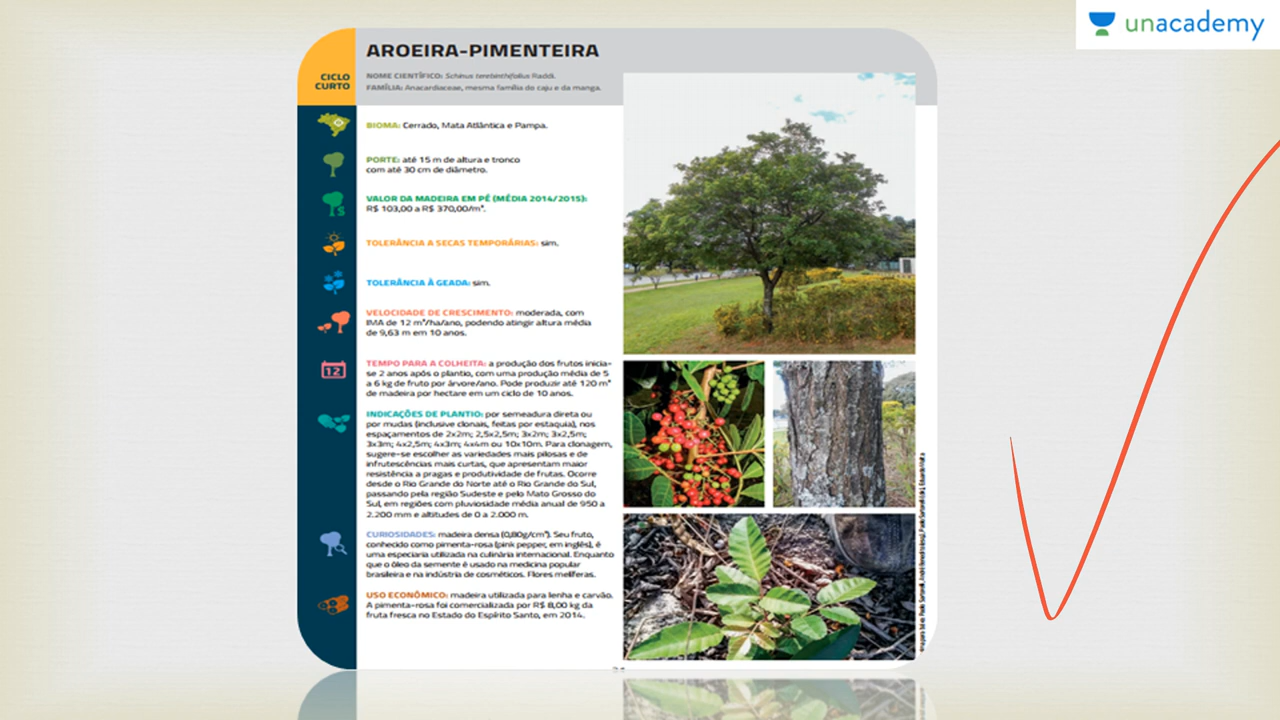 unacademy
AROEIRA-PIMENTEIRA
CICLO
CURTO
NOME CIENTÍFICO: Schinus terebinthifolius Raddi.
FAMÍLIA: Anacardiaceae, mesma família do caju e da manga.
BIOMA: Cerrado, Mata Atlântica e Pampa.
PORTE: até 15 m de altura e tronco
com até 30 cm de diâmetro.
VALOR DA MADEIRA EM PÉ (MÉDIA 2014/2015):
R$ 103,00 a R$ 370,00/m³.
TOLERÂNCIA A SECAS TEMPORÁRIAS: sim.
TOLERÂNCIA À GEADA: sim.
VELOCIDADE DE CRESCIMENTO: moderada, com
IMA de 12 m³/ha/ano, podendo atingir altura média
de 9,63 m em 10 anos.
12
TEMPO PARA A COLHEITA: a produção dos frutos inicia-
se 2 anos após o plantio, com uma produção média de 5
a 6 kg de fruto por árvore/ano. Pode produzir até 120 m³
de madeira por hectare em um ciclo de 10 anos.
INDICAÇÕES DE PLANTIO: por semeadura direta ou
por mudas (inclusive clonais, feitas por estaquia), nos
espaçamentos de 2x2m; 2,5x2,5m; 3x2m; 3x2,5m;
3x3m; 4x2,5m; 4x3m; 4x4m ou 10x10m. Para clonagem,
sugere-se escolher as variedades mais pilosas e de
infrutescências mais curtas, que apresentam maior
resistência a pragas e produtividade de frutas. Ocorre
desde o Rio Grande do Norte até o Rio Grande do Sul,
passando pela região Sudeste e pelo Mato Grosso do
Sul, em regiões com pluviosidade média anual de 950 a
2.200 mm e altitudes de 0 a 2.000 m.
CURIOSIDADES: madeira densa (0,80g/cm³). Seu fruto,
conhecido como pimenta-rosa (pink pepper, em inglês), é
uma especiaria utilizada na culinária internacional. Enquanto
que o óleo da semente é usado na medicina popular
brasileira e na indústria de cosméticos. Flores melíferas.
USO ECONÔMICO: madeira utilizada para lenha e carvão.
A pimenta-rosa foi comercializada por R$ 8,00 kg da
fruta fresca no Estado do Espírito Santo, em 2014.